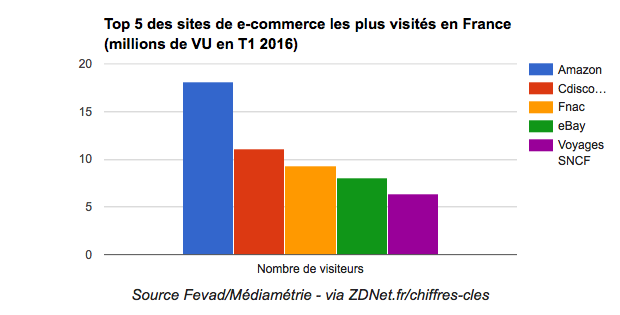 Top 5 des sites de e-commerce les plus visités en France
(millions de VU en T1 2016)
20
15
10
5
0
Amazon
Cdisco…
Fnac
eBay
Voyages
SNCF
Nombre de visiteurs
Source Fevad/Médiamétrie - via ZDNet.fr/chiffres-cles